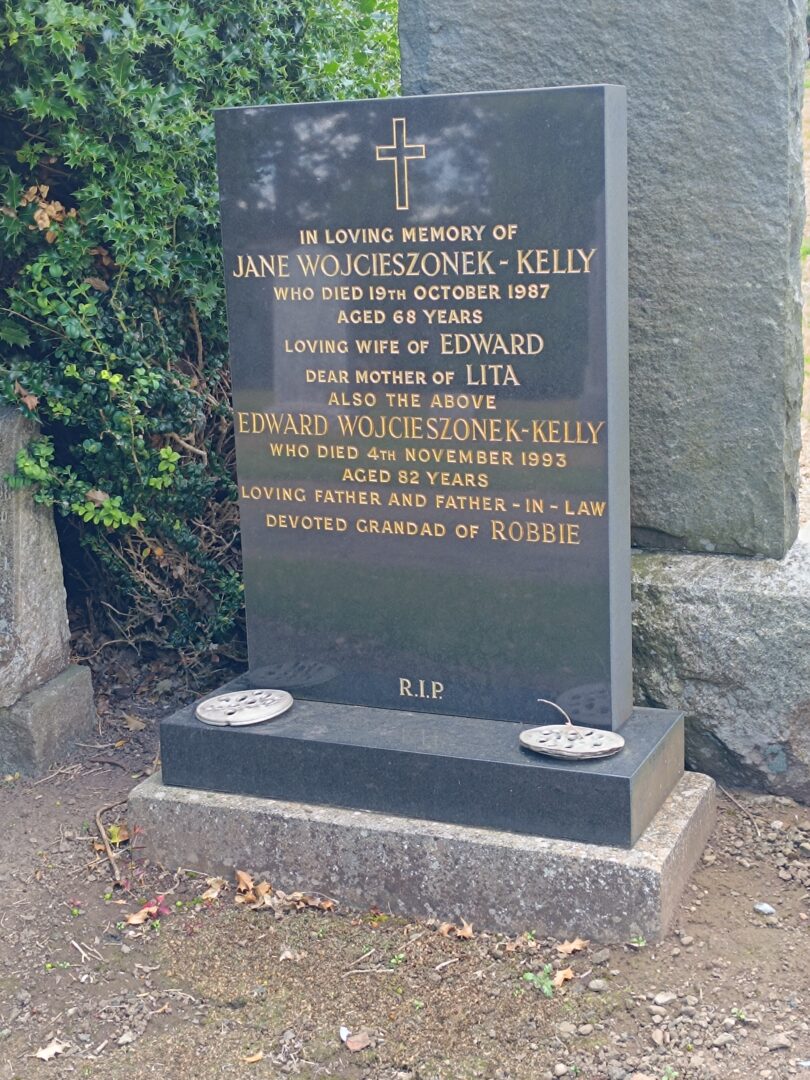 IN LOVING MEMORY OF
JANE WOJCIESZONEK - KELLY
WHO DIED 19TH OCTOBER 1987
AGED 68 YEARS
LOVING WIFE OF EDWARD
DEAR MOTHER OF LITA
ALSO THE ABOVE
EDWARD WOJCIESZONEK-KELLY
WHO DIED 4TH NOVEMBER 1993
AGED 82 YEARS
LOVING FATHER AND FATHER - IN - LAW
DEVOTED GRANDAD OF ROBBIE
R.I.P.